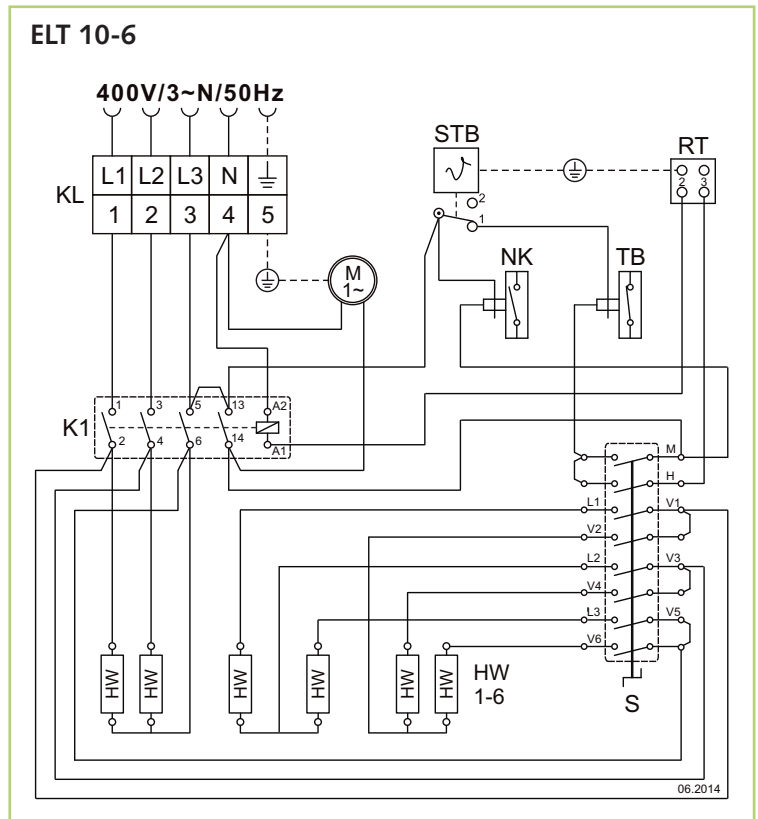 ELT 10-6
400V/3~N/50Hz
KL
L1 L2 L3 N
1 2 3 4 5
M
1~
STB
2
1
RT
2 3
NK
TB
K1
1 3 5 13 A2
2 4 6 14 A1
M
H
L1 V1
V2
L2 V3
V4
L3 V5
V6
S
HW HW HW HW HW HW
HW
1-6
06.2014